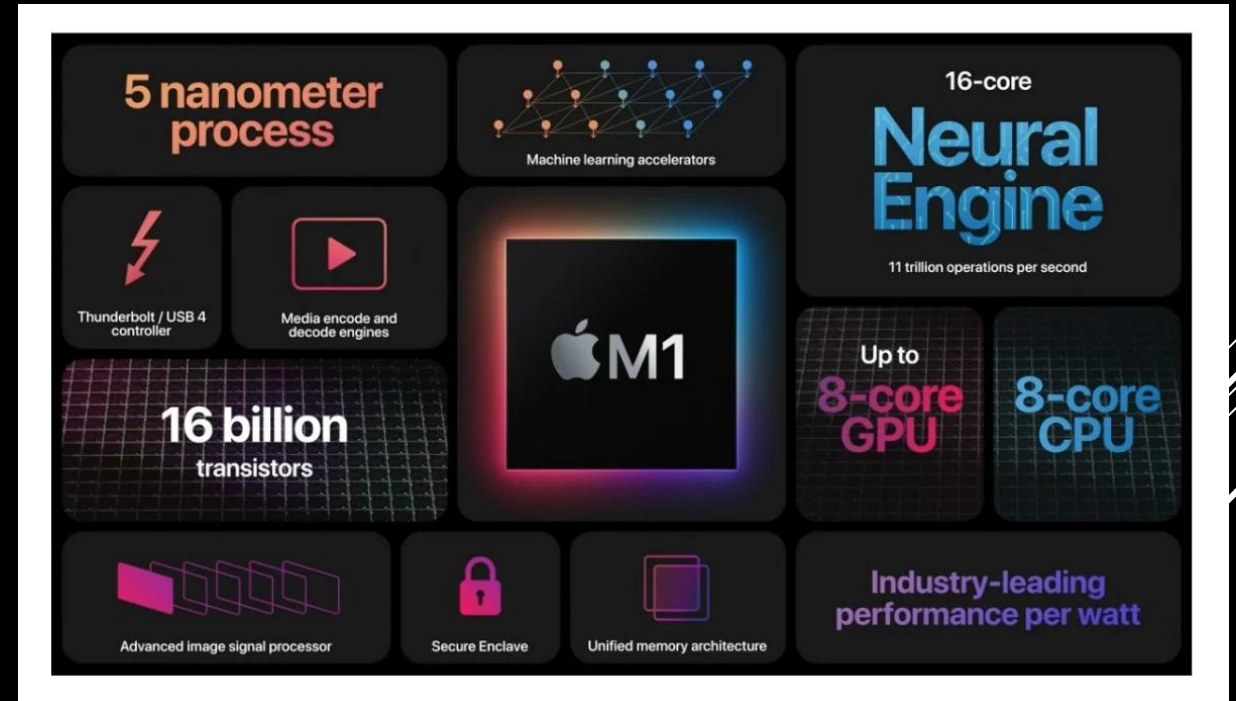 5 nanometer
process
Machine learning accelerators
16-core
Neural
Engine
11 trillion operations per second
Thunderbolt / USB 4
controller
Media encode and
decode engines
M1
Up to
8-core
GPU
8-core
CPU
16 billion
transistors
Advanced image signal processor
Secure Enclave
Unified memory architecture
Industry-leading
performance per watt